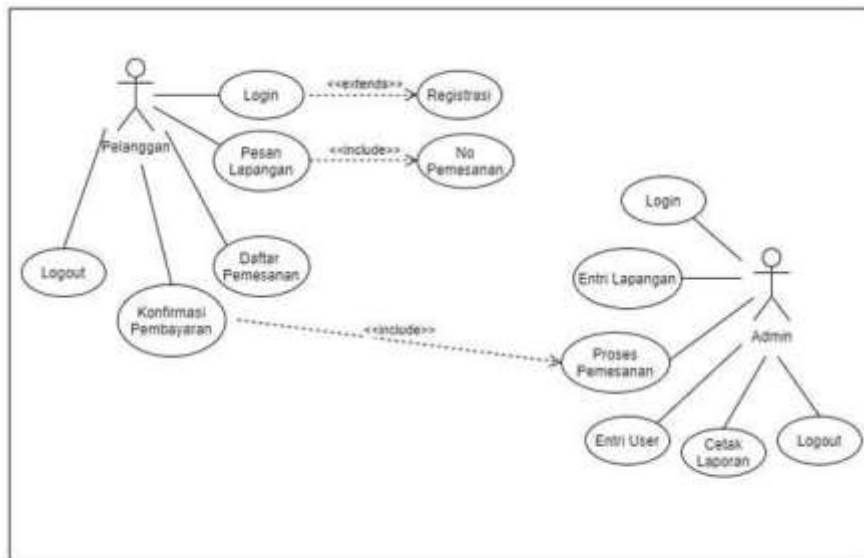 Login
<<extends>>
Registrasi
Pelanggan
Pesan
Lapangan
<<include>>
No
Pemesanan
Logout
Daftar
Pemesanan
Konfirmasi
Pembayaran
<<include>>
Login
Entri Lapangan
Admin
Proses
Pemesanan
Entri User
Cetak
Laporan
Logout